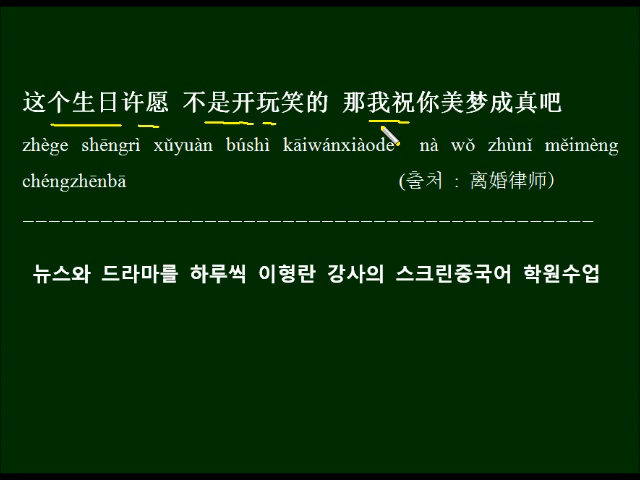 这个生日许愿 不是开玩笑的 那我祝你美梦成真吧
zhège shēngrì xǔyuàn búshì kāiwánxiàode nà wǒ zhùnǐ měimèng
chéngzhēnbā (출처 : 离婚律师)
뉴스와 드라마를 하루씩 이형란 강사의 스크린중국어 학원수업